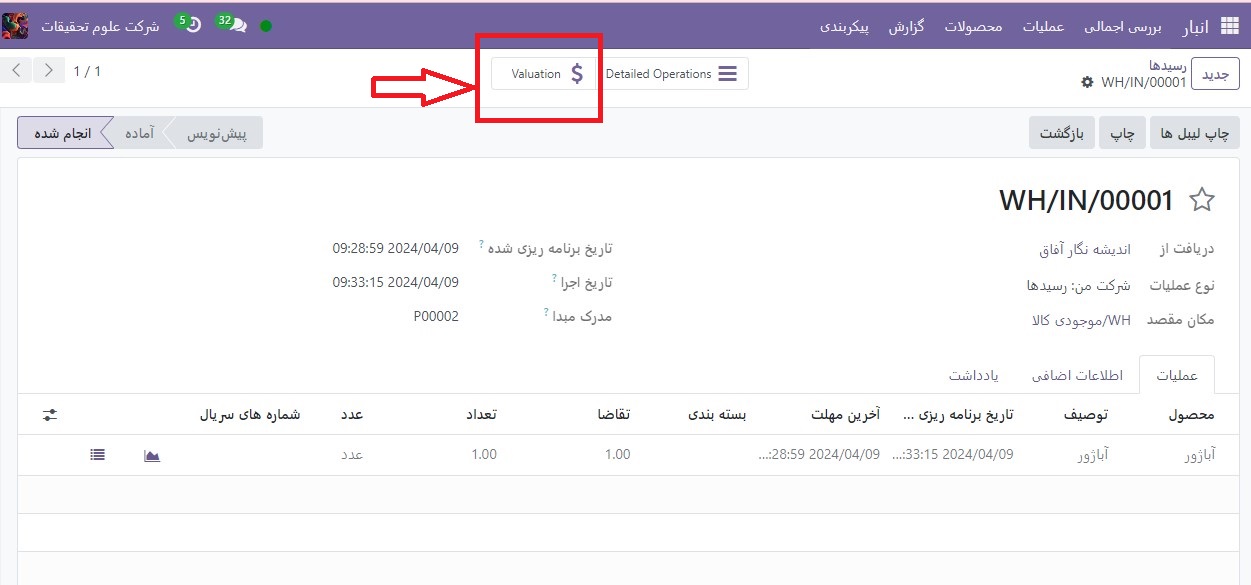 انبار بررسی اجمالی عملیات محصولات گزارش پیکربندی 32 5 شرکت علوم تحقیقات
جدید رسیدها Detailed Operations Valuation 1 / 1
WH/IN/00001
چاپ لیبل ها چاپ بازگشت پیش‌نویس آماده انجام شده
WH/IN/00001
دریافت از اندیشه نگار آفاق تاریخ برنامه ریزی شده ? 2024/04/09 09:28:59
نوع عملیات شرکت من: رسیدها تاریخ اجرا ? 2024/04/09 09:33:15
مکان مقصد WH/موجودی کالا مدرک مبدا ? P00002
عملیات اطلاعات اضافی یادداشت
محصول توصیف تاریخ برنامه ریزی ... آخرین مهلت بسته بندی تقاضا تعداد عدد شماره های سریال
آباژور آباژور 2024/04/09 33:15:... 2024/04/09 28:59:... 1.00 1.00 عدد